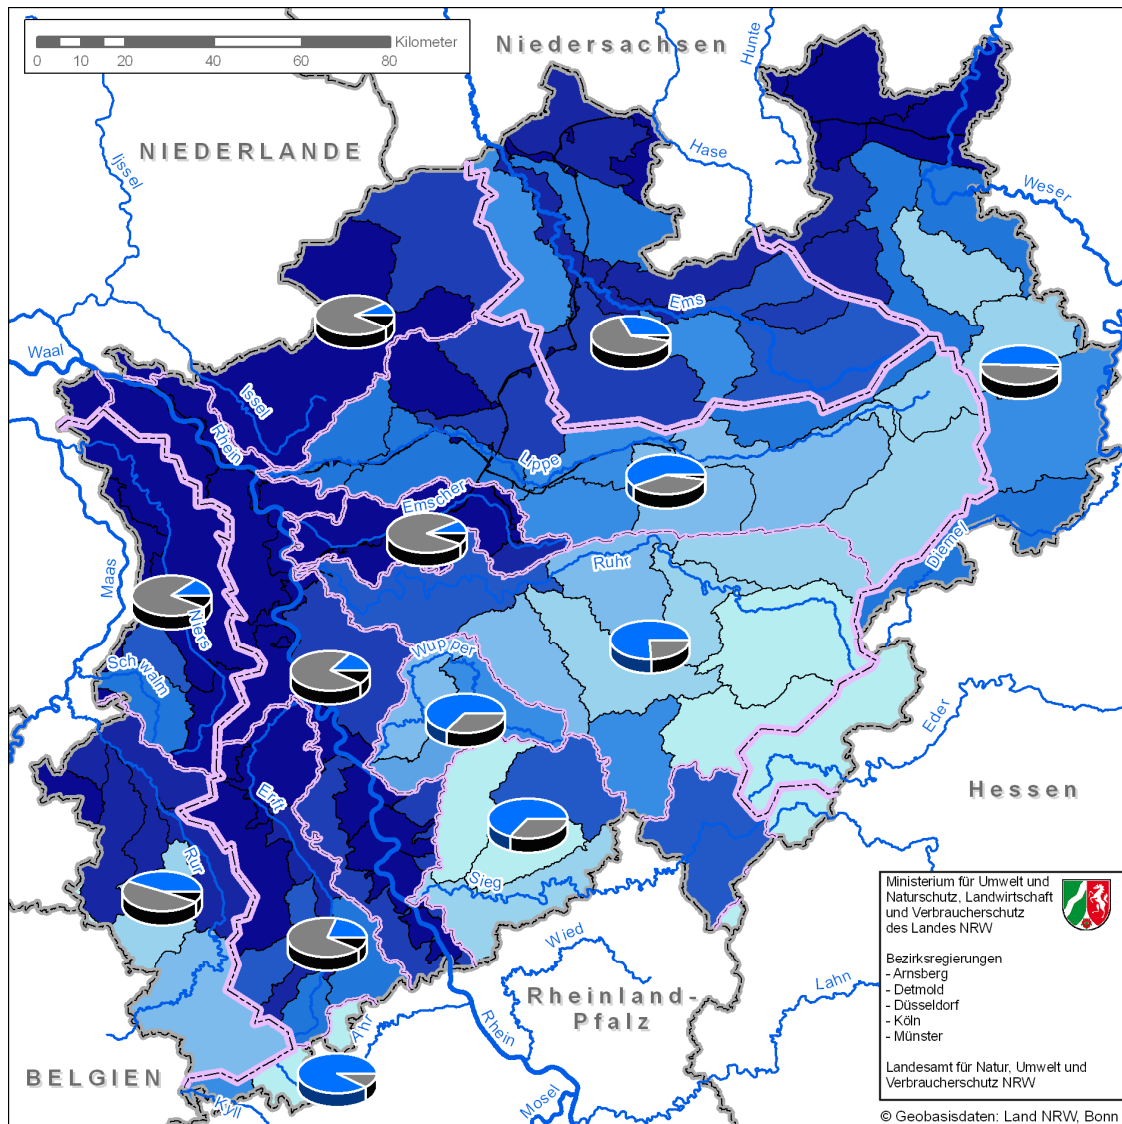 Kilometer
0 10 20 40 60 80
Niedersachsen
Hunte
NIEDERLANDE
Ijssel
Hase
Weser
Ems
Waal
Issel
Rhein
Lippe
Emscher
Maas
Ruhr
Diemel
Niers
Schwalm
Wupper
Eder
Hessen
Erft
Rur
Sieg
Wied
Lahn
Rheinland-
Pfalz
Ahr
Rhein
BELGIEN
Kyll
Mosel
Ministerium für Umwelt und
Naturschutz, Landwirtschaft
und Verbraucherschutz
des Landes NRW
Bezirksregierungen
- Arnsberg
- Detmold
- Düsseldorf
- Köln
- Münster
Landesamt für Natur, Umwelt und
Verbraucherschutz NRW
© Geobasisdaten: Land NRW, Bonn